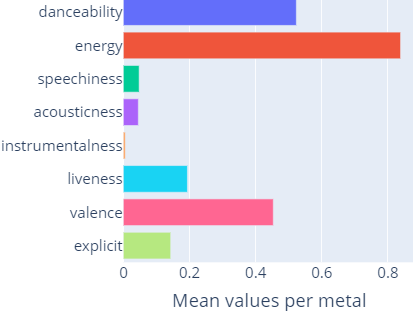 danceability
energy
speechiness
acousticness
instrumentalness
liveness
valence
explicit
0 0.2 0.4 0.6 0.8
Mean values per metal